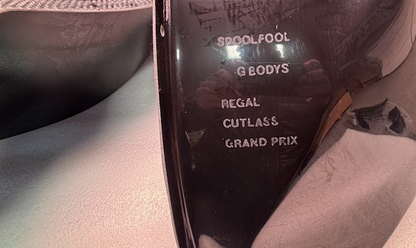 SPOOLFOOL
G BODYS
REGAL
CUTLASS
GRAND PRIX